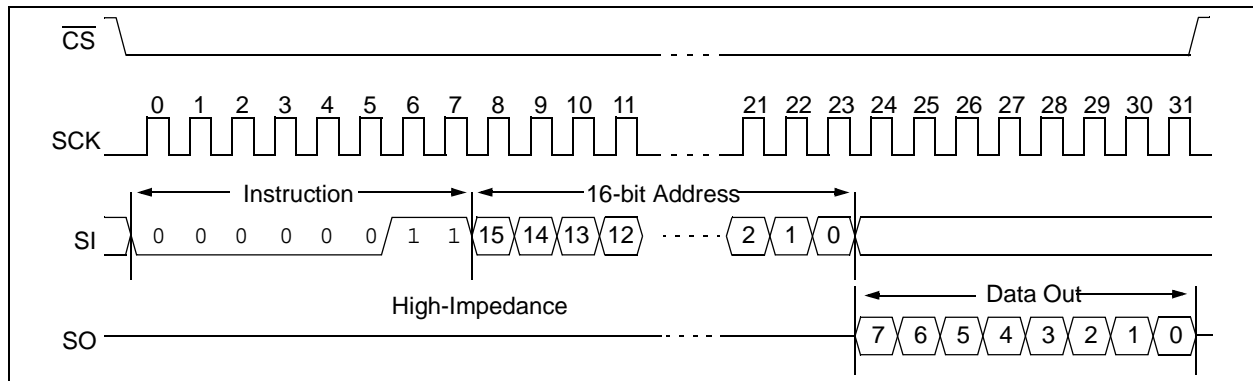 CS
0 1 2 3 4 5 6 7 8 9 10 11 21 22 23 24 25 26 27 28 29 30 31
SCK
Instruction 16-bit Address
SI 0 0 0 0 0 0 1 1 15 14 13 12 2 1 0
High-Impedance Data Out
SO 7 6 5 4 3 2 1 0